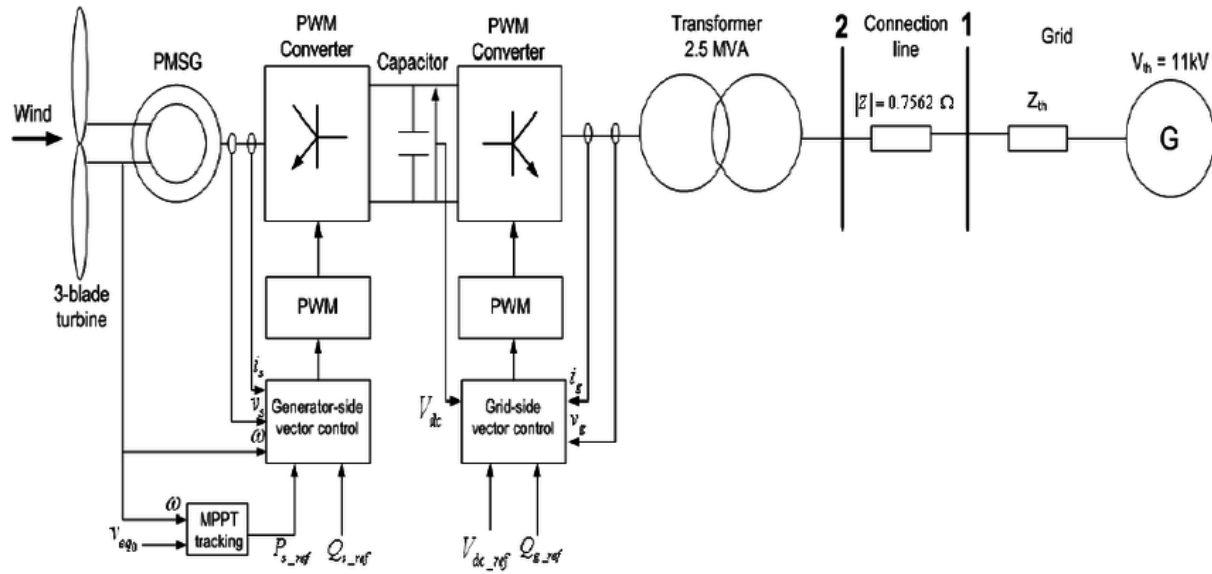 PWM
Converter
PWM
Converter
Transformer
2.5 MVA
2
Connection
line
1
Grid
V_th = 11kV
PMSG
Capacitor
Wind
|Z| = 0.7562 Ω
Z_th
G
3-blade
turbine
PWM
PWM
i_s
v_s
ω
Generator-side
vector control
V_dc
Grid-side
vector control
i_g
v_g
ω
v_eq0
MPPT
tracking
P_s_ref
Q_s_ref
V_dc_ref
Q_g_ref